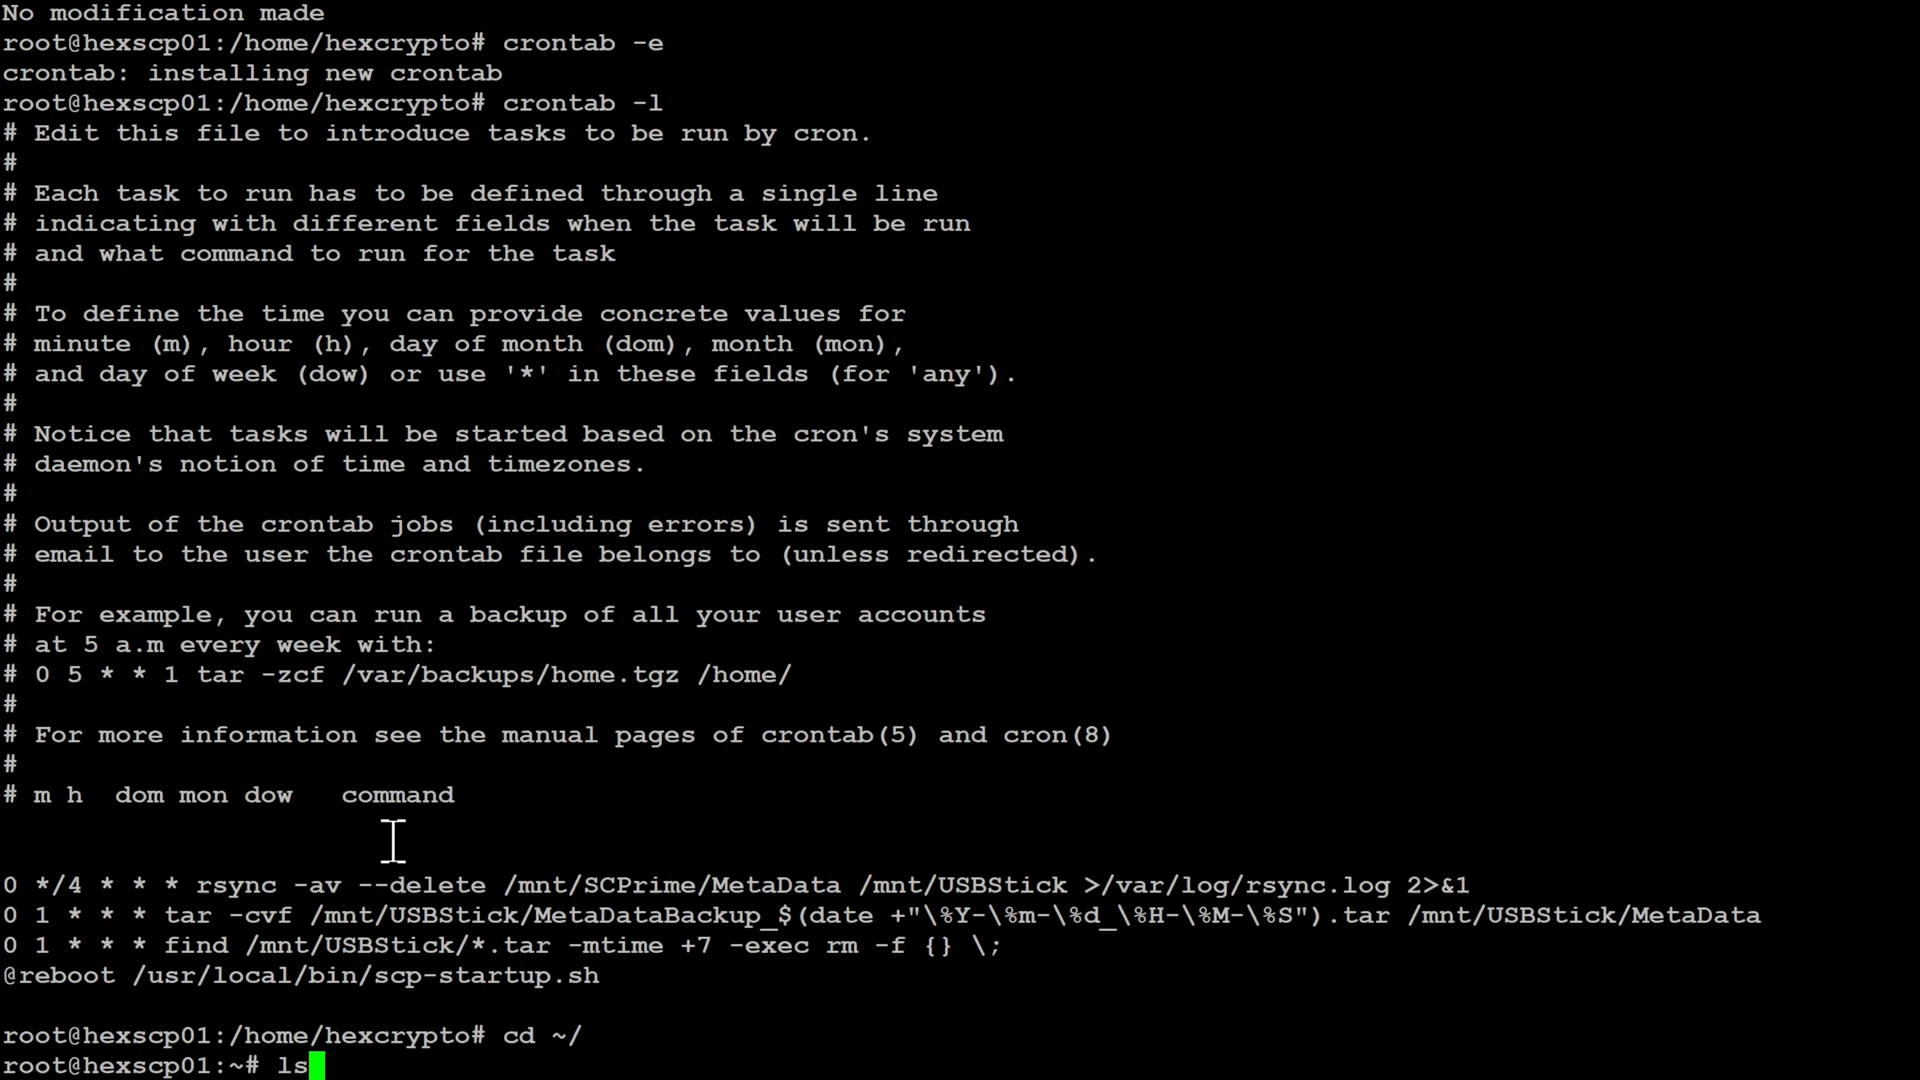 No modification made
root@hexscp01:/home/hexcrypto# crontab -e
crontab: installing new crontab
root@hexscp01:/home/hexcrypto# crontab -l
# Edit this file to introduce tasks to be run by cron.
#
# Each task to run has to be defined through a single line
# indicating with different fields when the task will be run
# and what command to run for the task
#
# To define the time you can provide concrete values for
# minute (m), hour (h), day of month (dom), month (mon),
# and day of week (dow) or use '*' in these fields (for 'any').
#
# Notice that tasks will be started based on the cron's system
# daemon's notion of time and timezones.
#
# Output of the crontab jobs (including errors) is sent through
# email to the user the crontab file belongs to (unless redirected).
#
# For example, you can run a backup of all your user accounts
# at 5 a.m every week with:
# 0 5 * * 1 tar -zcf /var/backups/home.tgz /home/
#
# For more information see the manual pages of crontab(5) and cron(8)
#
# m h  dom mon dow   command
0 */4 * * * rsync -av --delete /mnt/SCPrime/MetaData /mnt/USBStick >/var/log/rsync.log 2>&1
0 1 * * * tar -cvf /mnt/USBStick/MetaDataBackup_$(date +"\%Y-\%m-\%d_\%H-\%M-\%S").tar /mnt/USBStick/MetaData
0 1 * * * find /mnt/USBStick/*.tar -mtime +7 -exec rm -f {} \;
@reboot /usr/local/bin/scp-startup.sh
root@hexscp01:/home/hexcrypto# cd ~/
root@hexscp01:~# ls